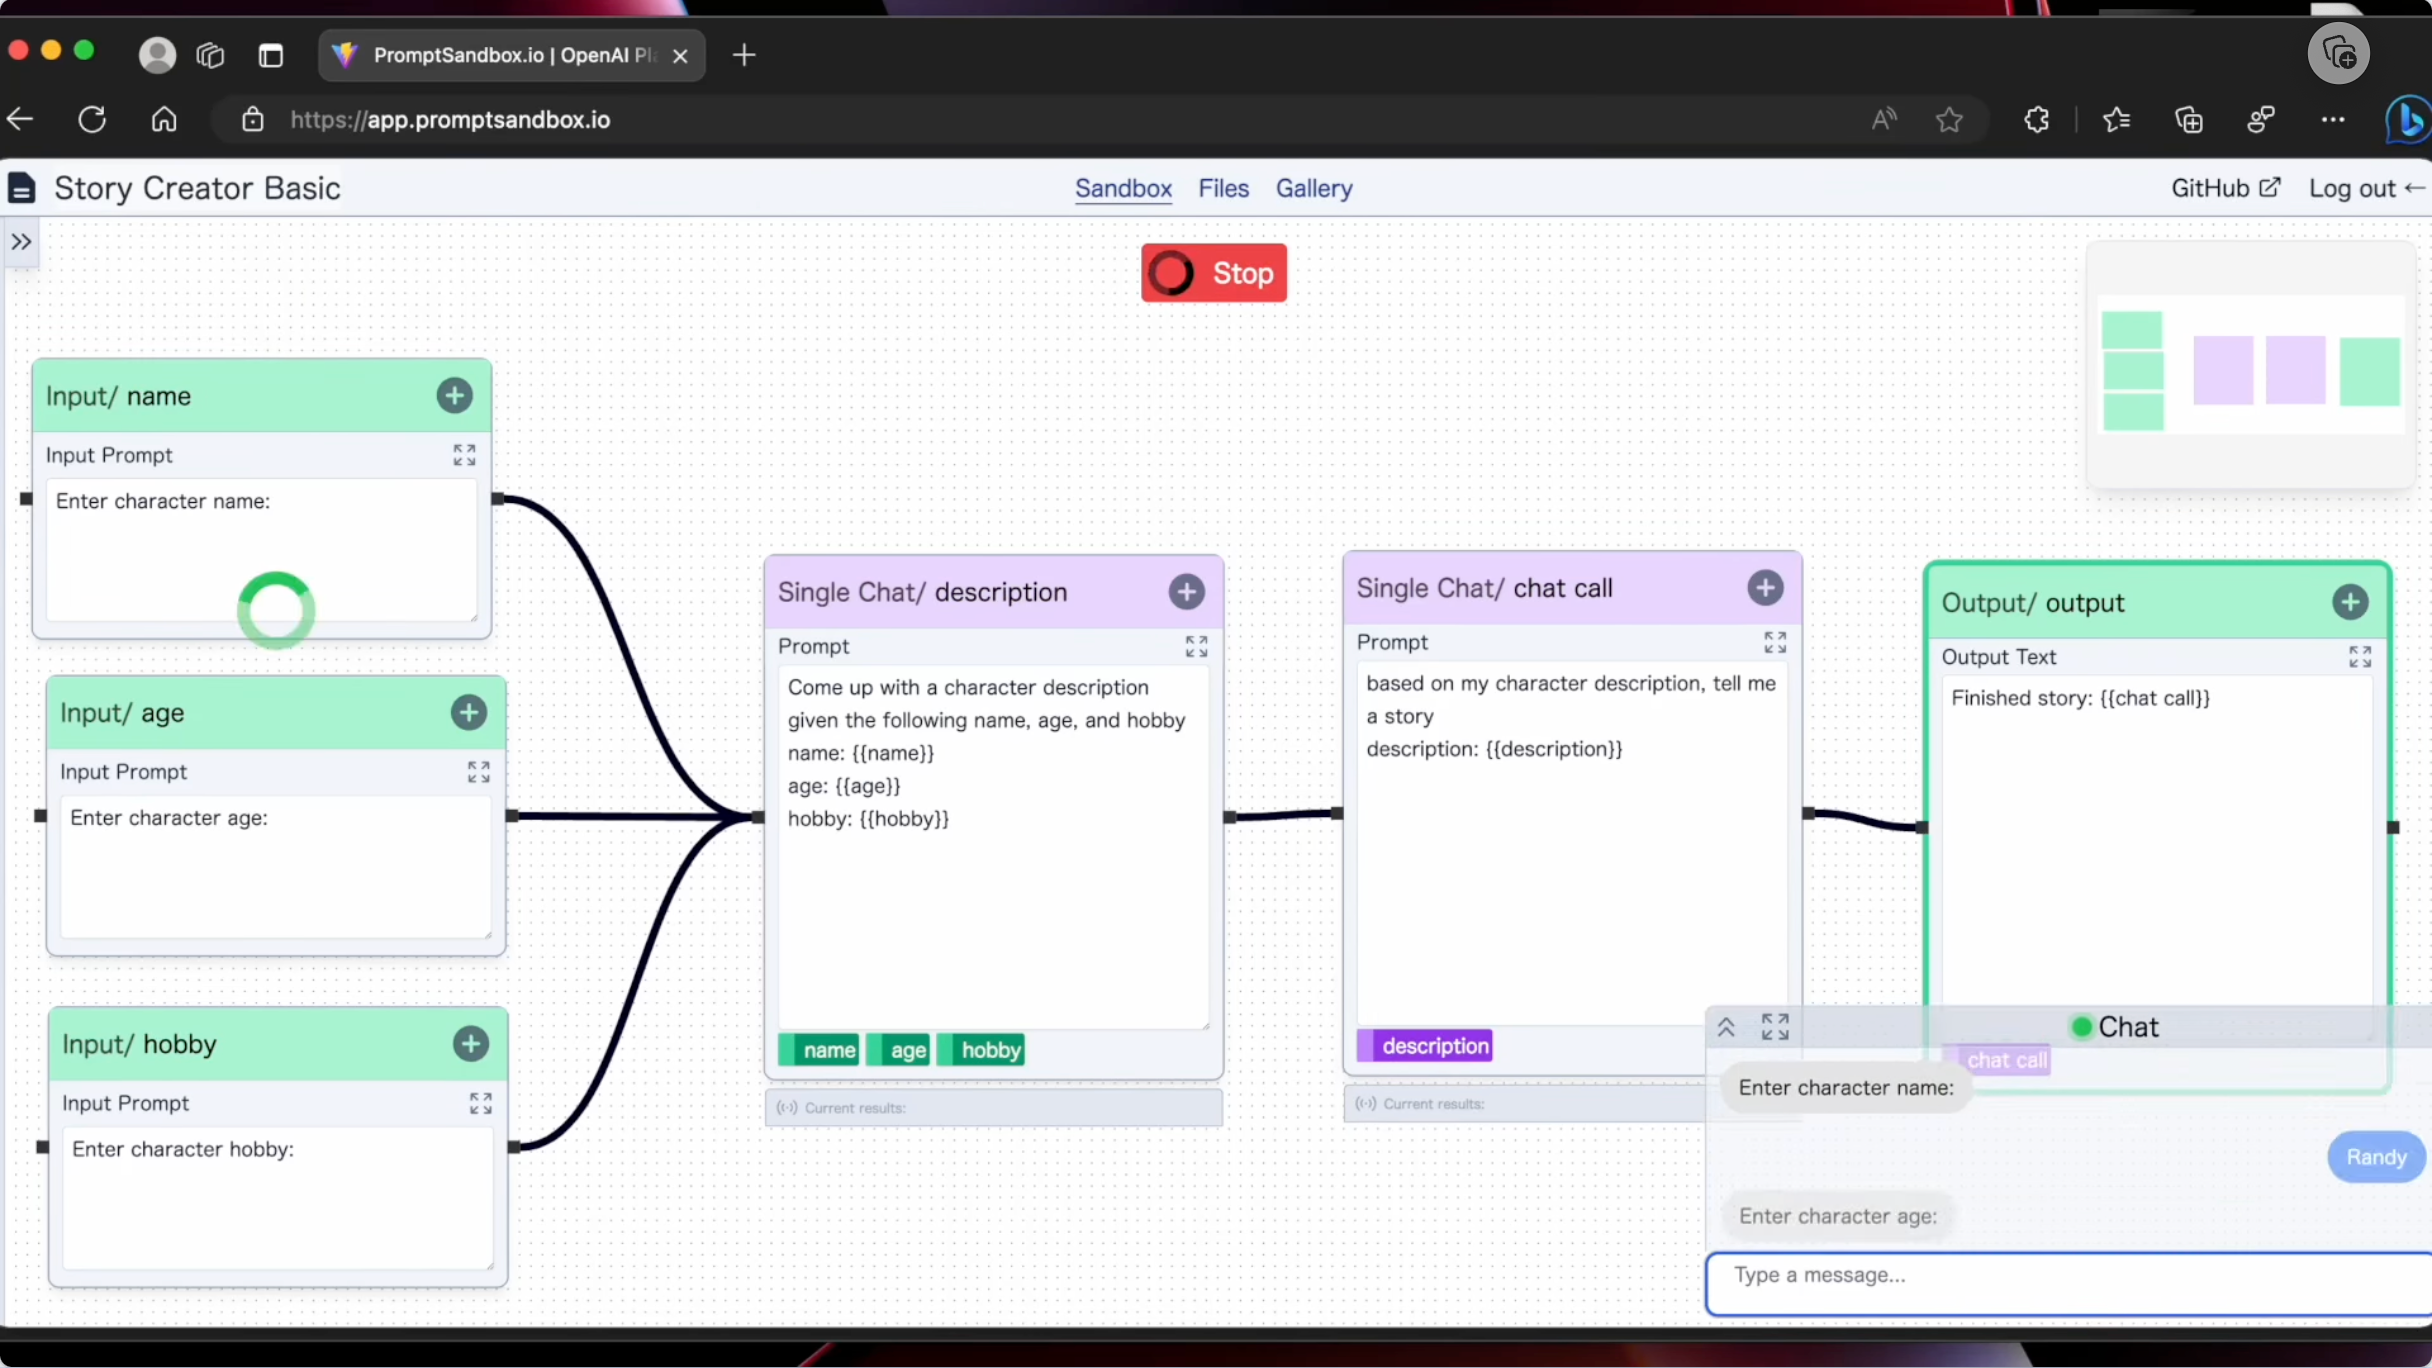 PromptSandbox.io | OpenAI
https://app.promptsandbox.io
Story Creator Basic
Sandbox
Files
Gallery
GitHub
Log out
Stop
Input/ name
Input Prompt
Enter character name:
Input/ age
Input Prompt
Enter character age:
Input/ hobby
Input Prompt
Enter character hobby:
Single Chat/ description
Prompt
Come up with a character description
given the following name, age, and hobby
name: {{name}}
age: {{age}}
hobby: {{hobby}}
name
age
hobby
Current results:
Single Chat/ chat call
Prompt
based on my character description, tell me
a story
description: {{description}}
description
Current results:
Output/ output
Output Text
Finished story: {{chat call}}
chat call
Chat
Enter character name:
Randy
Enter character age:
Type a message...